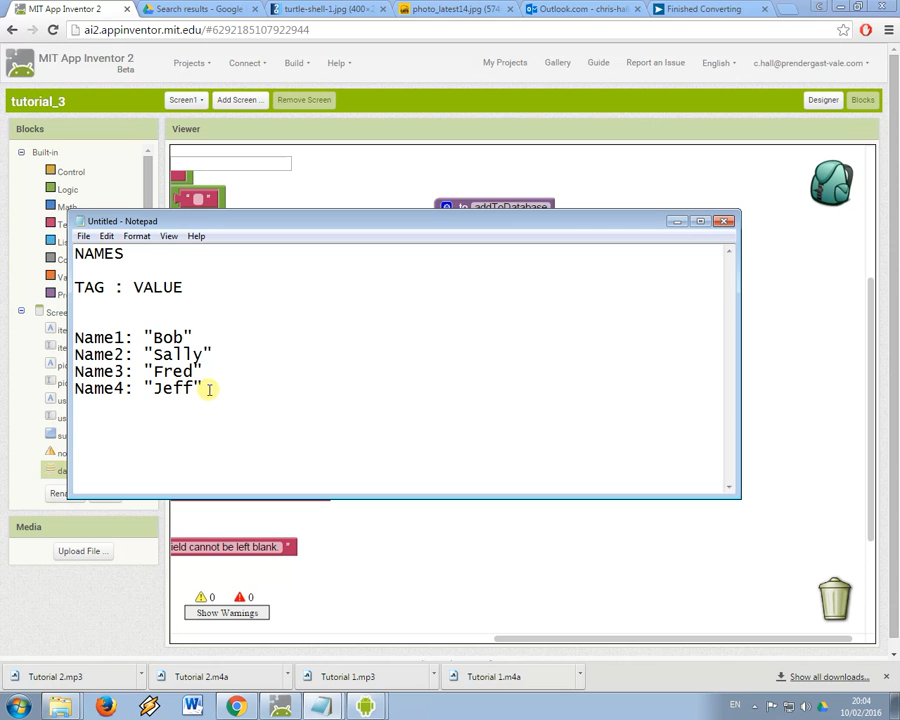 MIT App Inventor 2
Search results - Google
turtle-shell-1.jpg (400×2
photo_latest14.jpg (574
Outlook.com - chris-hal
Finished Converting
ai2.appinventor.mit.edu/#6292185107922944
MIT App Inventor 2
Beta
Projects
Connect
Build
Help
My Projects
Gallery
Guide
Report an Issue
English
c.hall@prendergast-vale.com
tutorial_3
Screen1
Add Screen ...
Remove Screen
Designer
Blocks
Blocks
Viewer
Built-in
Control
Logic
Math
to addToDatabase
Untitled - Notepad
File Edit Format View Help
NAMES
TAG : VALUE
Name1: "Bob"
Name2: "Sally"
Name3: "Fred"
Name4: "Jeff"
ield cannot be left blank. "
Media
Upload File ...
0 0
Show Warnings
Tutorial 2.mp3
Tutorial 2.m4a
Tutorial 1.mp3
Tutorial 1.m4a
Show all downloads...
EN
20:04
10/02/2016